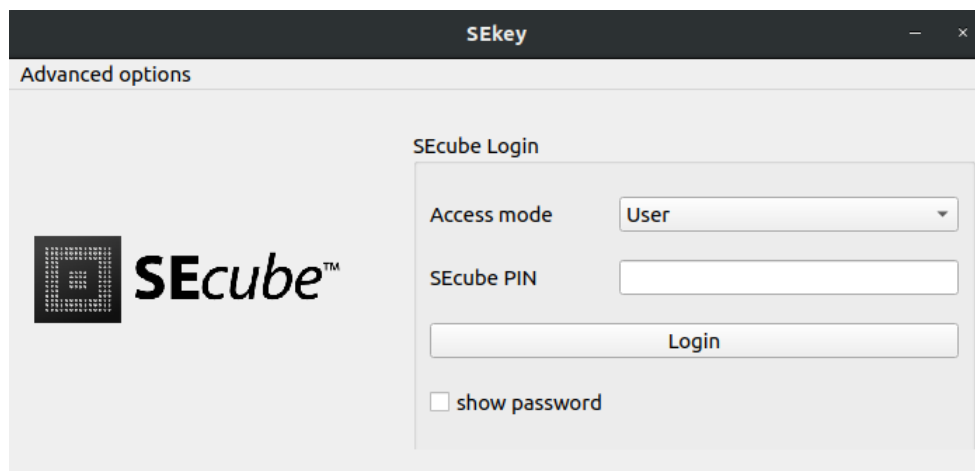 SEkey
Advanced options
SEcube Login
Access mode User
SEcube™
SEcube PIN
Login
show password